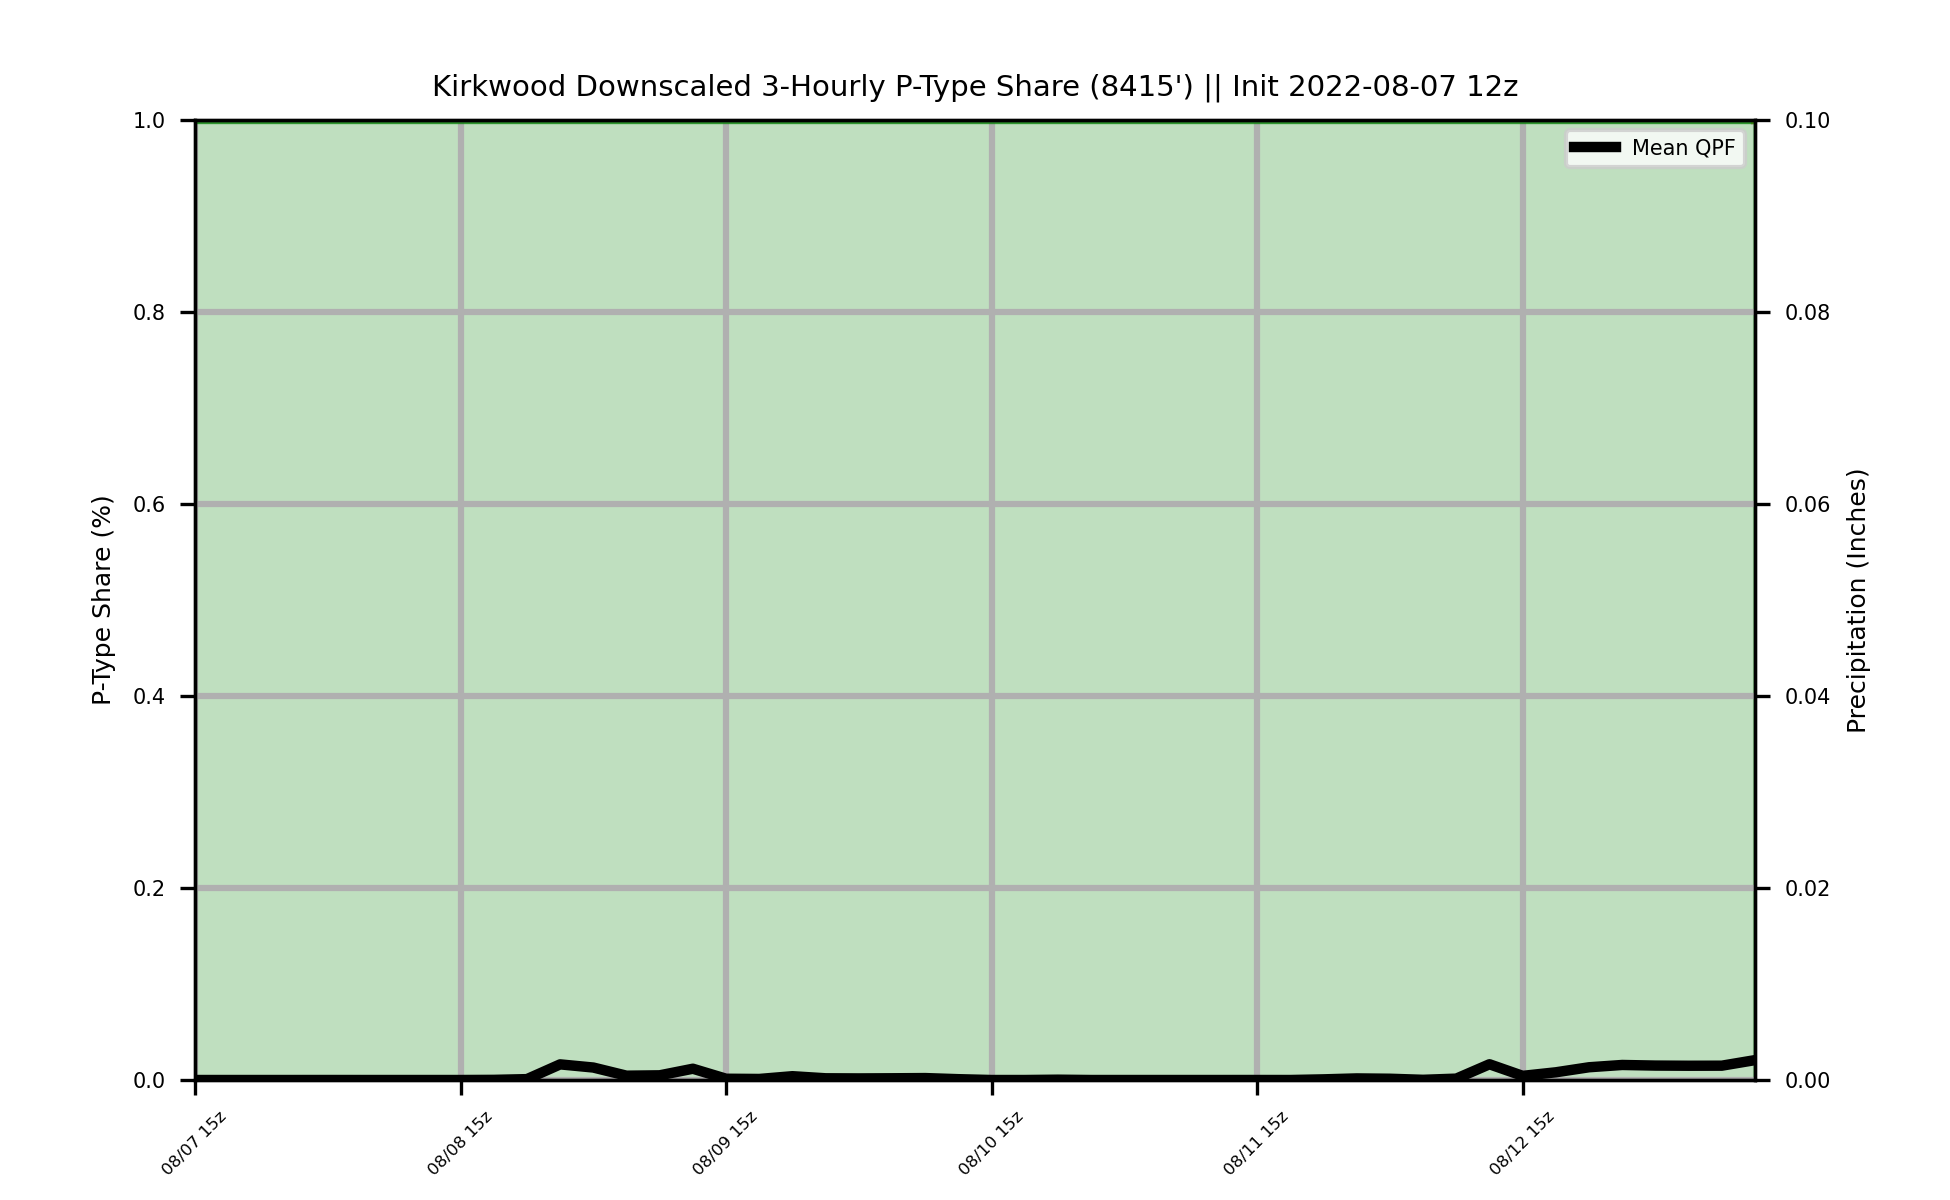 Kirkwood Downscaled 3-Hourly P-Type Share (8415') || Init 2022-08-07 12z
Mean QPF
P-Type Share (%)
1.0
0.8
0.6
0.4
0.2
0.0
0.10
0.08
0.06
0.04
0.02
0.00
Precipitation (Inches)
08/07 15z
08/08 15z
08/09 15z
08/10 15z
08/11 15z
08/12 15z